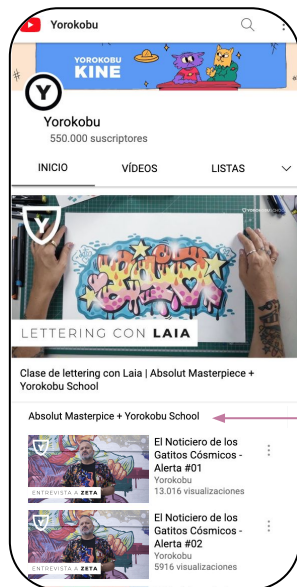 Yorokobu
YOROKOBU
KINE
Y
Yorokobu
550.000 suscriptores
INICIO VÍDEOS LISTAS
Y
LETTERING CON LAIA
Clase de lettering con Laia | Absolut Masterpiece +
Yorokobu School
Absolut Masterpice + Yorokobu School
ENTREVISTA A ZETA
El Noticiero de los
Gatitos Cósmicos -
Alerta #01
Yorokobu
13.016 visualizaciones
ENTREVISTA A ZETA
El Noticiero de los
Gatitos Cósmicos -
Alerta #02
Yorokobu
5916 visualizaciones